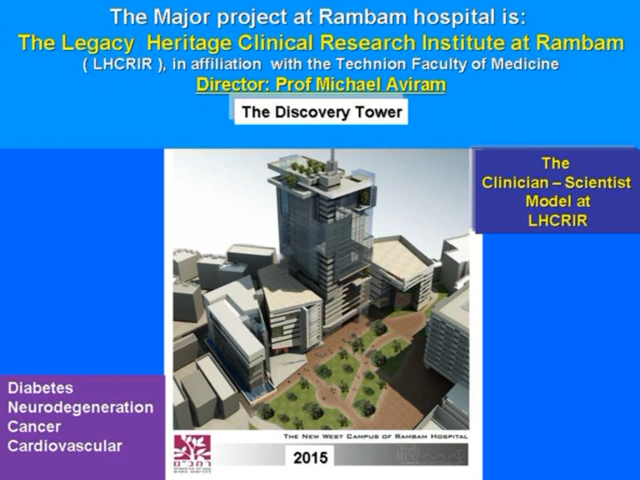 The Major project at Rambam hospital is:
The Legacy Heritage Clinical Research Institute at Rambam
( LHCRIR ), in affiliation with the Technion Faculty of Medicine
Director: Prof Michael Aviram
The Discovery Tower
The
Clinician – Scientist
Model at
LHCRIR
Diabetes
Neurodegeneration
Cancer
Cardiovascular
The New West Campus of Rambam Hospital
רמב"ם
2015